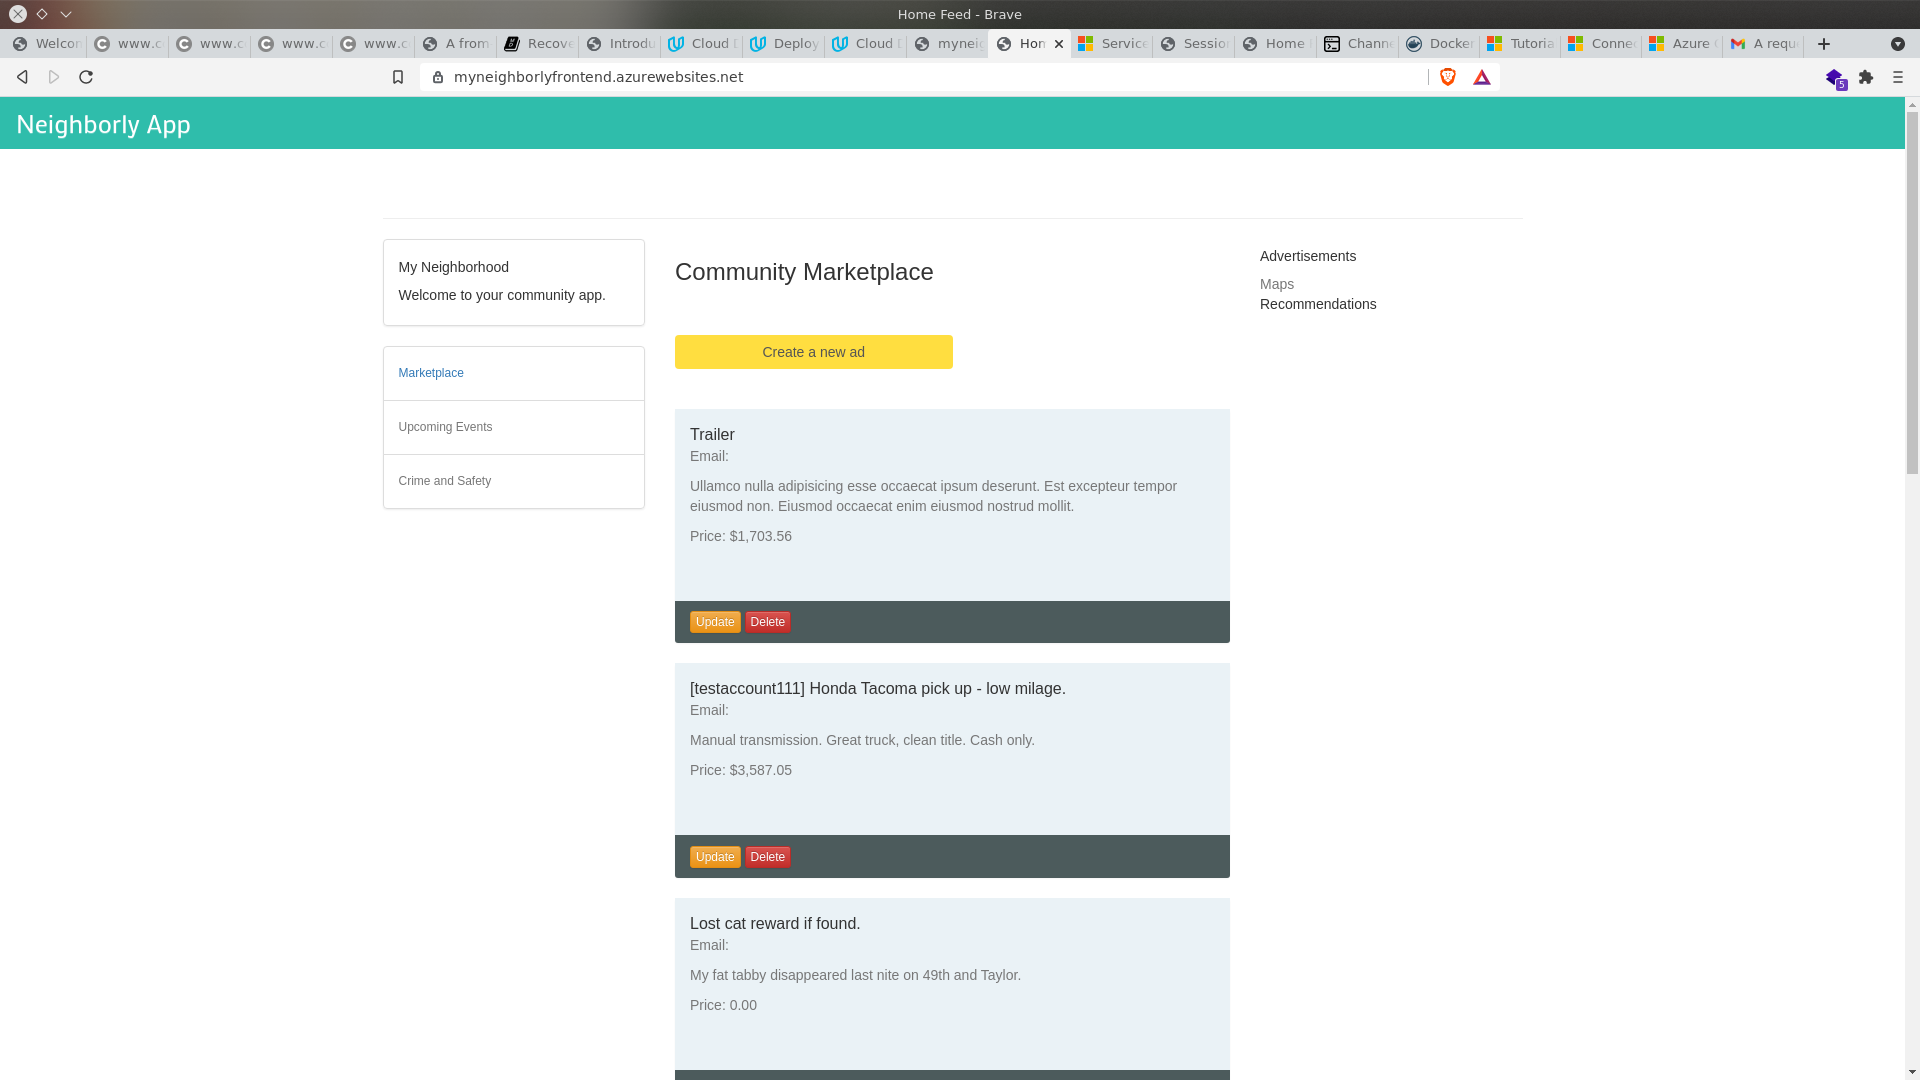 Home Feed - Brave
Welcon www.c www.c www.c www.c A from Recove Introdu Cloud D Deploy Cloud D myneig Hom Service Session Home Chann Docker Tutoria Connec Azure A requ
myneighborlyfrontend.azurewebsites.net
5
Neighborly App
My Neighborhood
Welcome to your community app.
Marketplace
Upcoming Events
Crime and Safety
Community Marketplace
Create a new ad
Trailer
Email:
Ullamco nulla adipisicing esse occaecat ipsum deserunt. Est excepteur tempor
eiusmod non. Eiusmod occaecat enim eiusmod nostrud mollit.
Price: $1,703.56
Update Delete
[testaccount111] Honda Tacoma pick up - low milage.
Email:
Manual transmission. Great truck, clean title. Cash only.
Price: $3,587.05
Update Delete
Lost cat reward if found.
Email:
My fat tabby disappeared last nite on 49th and Taylor.
Price: 0.00
Advertisements
Maps
Recommendations